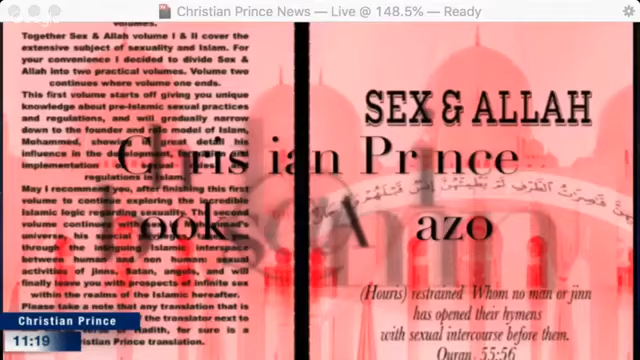 Christian Prince News — Live @ 148.5% — Ready
volumes.
Together Sex & Allah volume I & II cover the
extensive subject of sexuality and Islam. For
your convenience I decided to divide Sex &
Allah into two practical volumes. Volume two
continues where volume one ends.
This first volume starts off giving you unique
knowledge about pre-Islamic sexual practices
and regulations, and will gradually narrow
down to the founder and role model of Islam,
Mohammed, showing in great detail his
influence in the development,
implementation of sexual rules
regulations in Islam.
May I recommend you, after finishing this first
volume to continue exploring the incredible
Islamic logic regarding sexuality. The second
volume continues with
universe, his special
through the intriguing Islamic interspace
between human and non human: sexual
activities of jinns, Satan, angels, and will
finally leave you with prospects of infinite sex
within the realms of the Islamic hereafter.
Please take a note that any translation that is
the translator next to
Hadith, for sure is a
Christian Prince translation.
SEX & ALLAH
Christian Prince
azo
(Houris) restrained Whom no man or jinn
has opened their hymens
with sexual intercourse before them.
Quran 55:56
Christian Prince
11:19